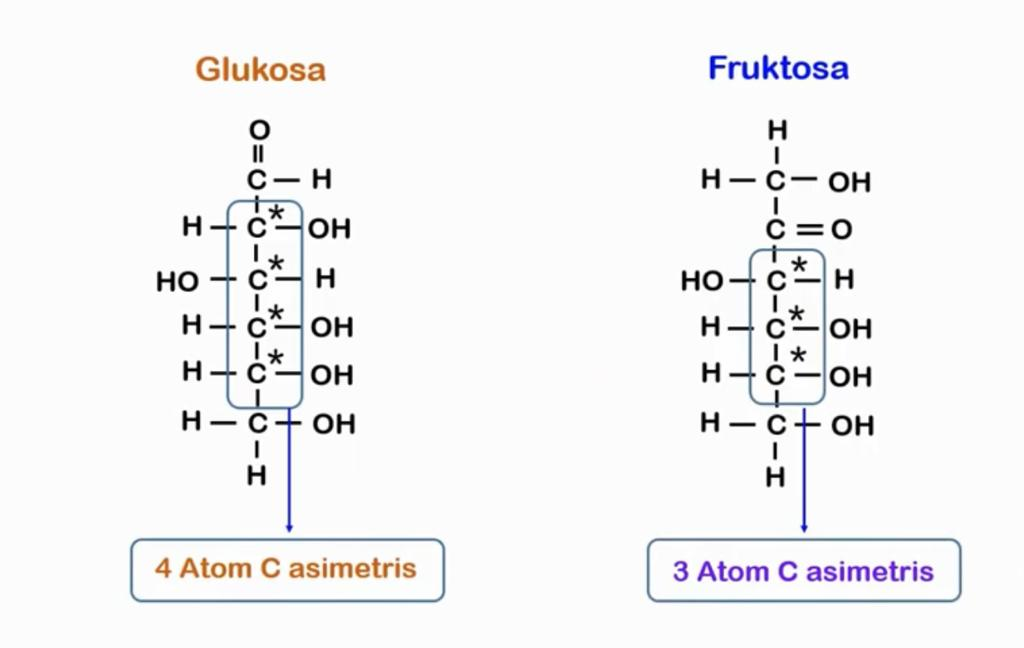 Glukosa
O
C — H
H — C* — OH
HO — C* — H
H — C* — OH
H — C* — OH
H — C — OH
H
4 Atom C asimetris
Fruktosa
H
H — C — OH
C = O
HO — C* — H
H — C* — OH
H — C* — OH
H — C — OH
H
3 Atom C asimetris